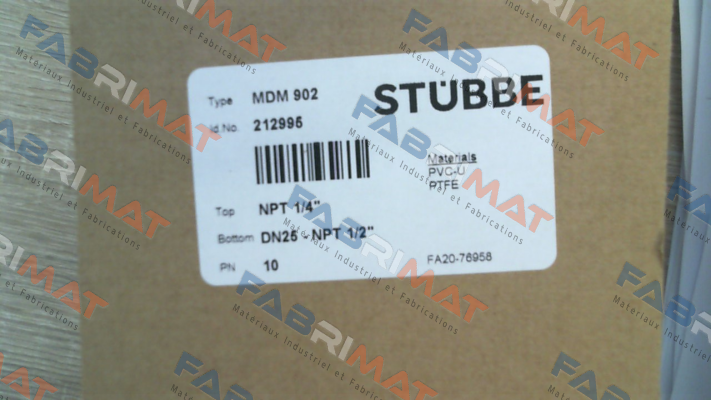 STÜBBE
Type MDM 902
Id No. 212995
Materials
PVC-U
PTFE
Top NPT 1/4"
Bottom DN25 - NPT 1/2"
PN 10
FA20-76958
FABRIMAT
Materiaux Industriel et Fabrications